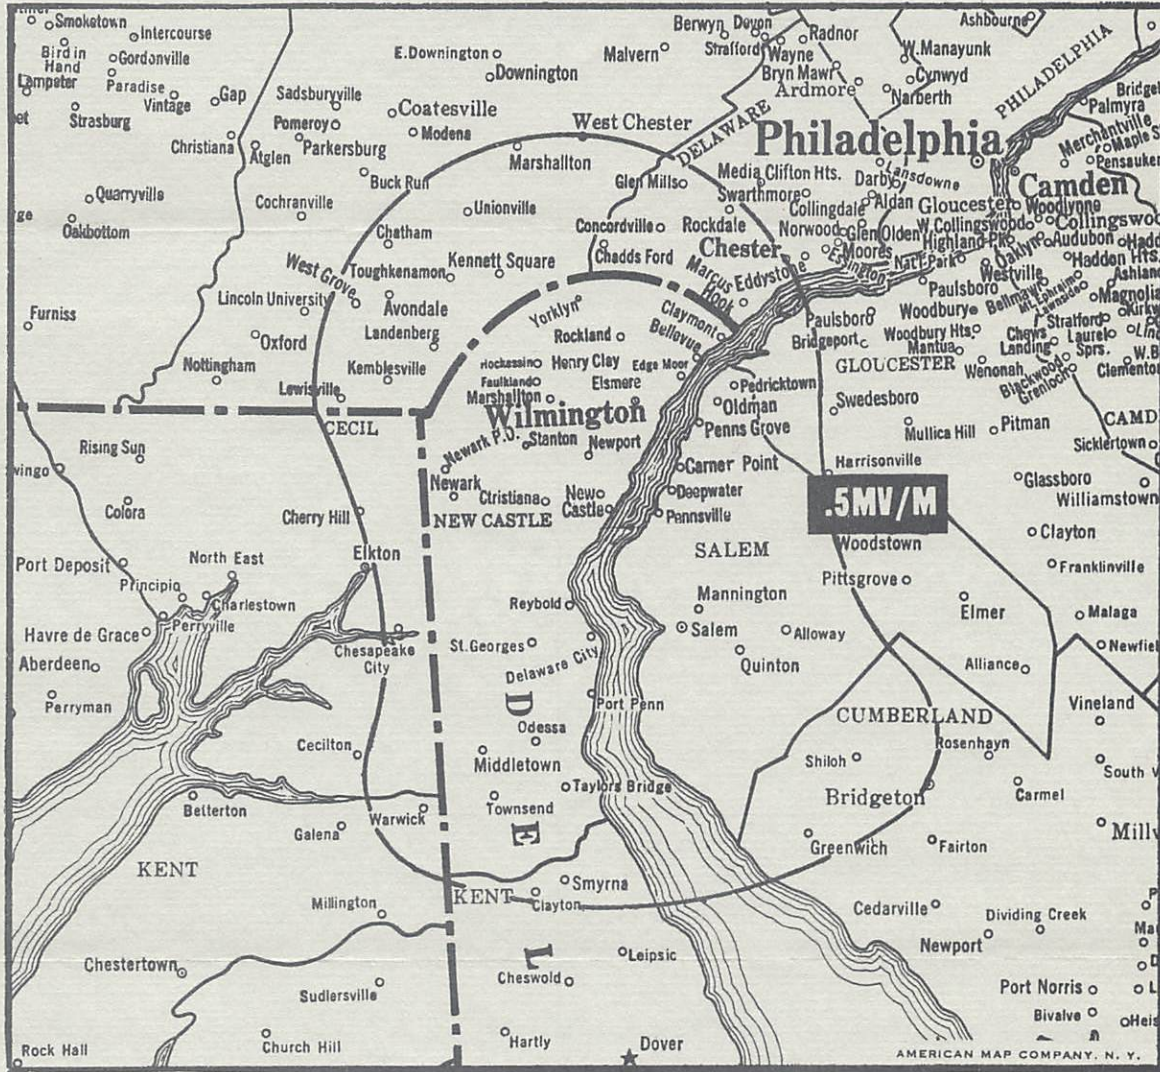 Smoketown
Intercourse
Bird in
Hand
Gordonville
Lampeter
Paradise
Vintage
Gap
Strasburg
Christiana
Quarryville
Oakbottom
Furniss
Nottingham
Sadsburyville
Pomeroy
Atglen
Parkersburg
E. Downington
Downington
Coatesville
Modena
Buck Run
Cochranville
Chatham
West Grove
Toughkenamon
Lincoln University
Avondale
Landenberg
Oxford
Kemblesville
Lewisville
Malvern
Berwyn
Devon
Strafford
Wayne
Radnor
Bryn Mawr
Ardmore
Ashbourne
W. Manayunk
Cynwyd
Narberth
PHILADELPHIA
DELAWARE
West Chester
Marshallton
Unionville
Kennett Square
Glen Mills
Concordville
Chadds Ford
Philadelphia
Media
Clifton Hts.
Swarthmore
Darby
Lansdowne
Aldan
Collingdale
Rockdale
Norwood
Glen Olden
Moores
Essington
Chester
Eddystone
Marcus
Hook
Palmyra
Merchantville
Pensauken
Camden
Gloucester
Woodlynne
W. Collingswood
Highland Pk.
Oaklyn
Audubon
Haddon Hts.
Nat'l Park
Westville
Paulsboro
Woodbury
Bellmawr
Mt. Ephraim
Lawnside
Magnolia
Stratford
Laurel
Sprs.
Woodbury Hts.
Mantua
Chews
Landing
Wenonah
Blackwood
Grenloch
Paulsboro
Bridgeport
GLOUCESTER
Yorklyn
Claymont
Bellevue
Rockland
Hockassino
Henry Clay
Edge Moor
Faulklando
Elsmere
Marshallton
Wilmington
Newark P.O.
Stanton
Newport
Newark
Christiana
New
Castle
NEW CASTLE
Pedricktown
Oldman
Penns Grove
Carner Point
Deepwater
Pennsville
Swedesboro
Mullica Hill
Pitman
Sicklertown
Harrisonville
Glassboro
Williamstown
.5MV/M
Woodstown
Clayton
Franklinville
SALEM
Pittsgrove
Mannington
Elmer
Malaga
Salem
Alloway
Quinton
Alliance
Vineland
CECIL
Rising Sun
Colora
Cherry Hill
Elkton
Port Deposit
North East
Principio
Charlestown
Perryville
Havre de Grace
Aberdeen
Perryman
Chesapeake
City
Reybold
St. Georges
Delaware City
Port Penn
D
Odessa
Middletown
Taylors Bridge
Townsend
E
Cecilton
Betterton
Warwick
Galena
KENT
Millington
Chestertown
Sudlersville
Church Hill
Rock Hall
KENT
Smyrna
Clayton
L
Leipsic
Cheswold
Hartly
Dover
CUMBERLAND
Rosenhayn
Shiloh
Bridgeton
Carmel
Greenwich
Fairton
Cedarville
Dividing Creek
Newport
Port Norris
Bivalve
AMERICAN MAP COMPANY. N. Y.